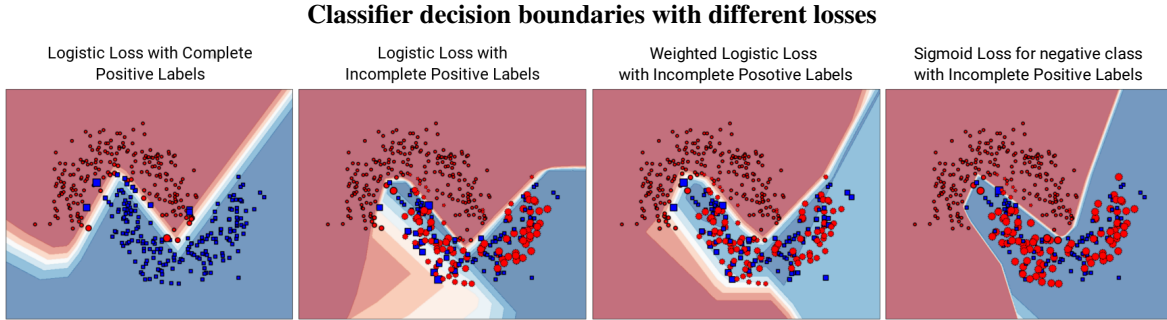 Classifier decision boundaries with different losses
Logistic Loss with Complete
Positive Labels
Logistic Loss with
Incomplete Positive Labels
Weighted Logistic Loss
with Incomplete Posotive Labels
Sigmoid Loss for negative class
with Incomplete Positive Labels